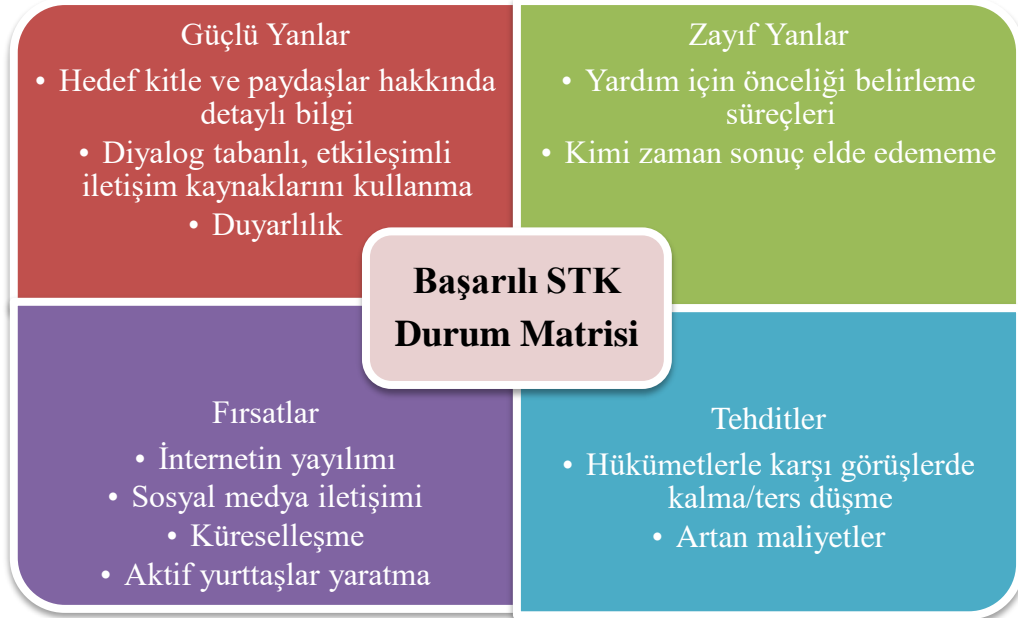 Güçlü Yanlar
• Hedef kitle ve paydaşlar hakkında
detaylı bilgi
• Diyalog tabanlı, etkileşimli
iletişim kaynaklarını kullanma
• Duyarlılık
Zayıf Yanlar
• Yardım için önceliği belirleme
süreçleri
• Kimi zaman sonuç elde edememe
Başarılı STK
Durum Matrisi
Fırsatlar
• İnternetin yayılımı
• Sosyal medya iletişimi
• Küreselleşme
• Aktif yurttaşlar yaratma
Tehditler
• Hükümetlerle karşı görüşlerde
kalma/ters düşme
• Artan maliyetler